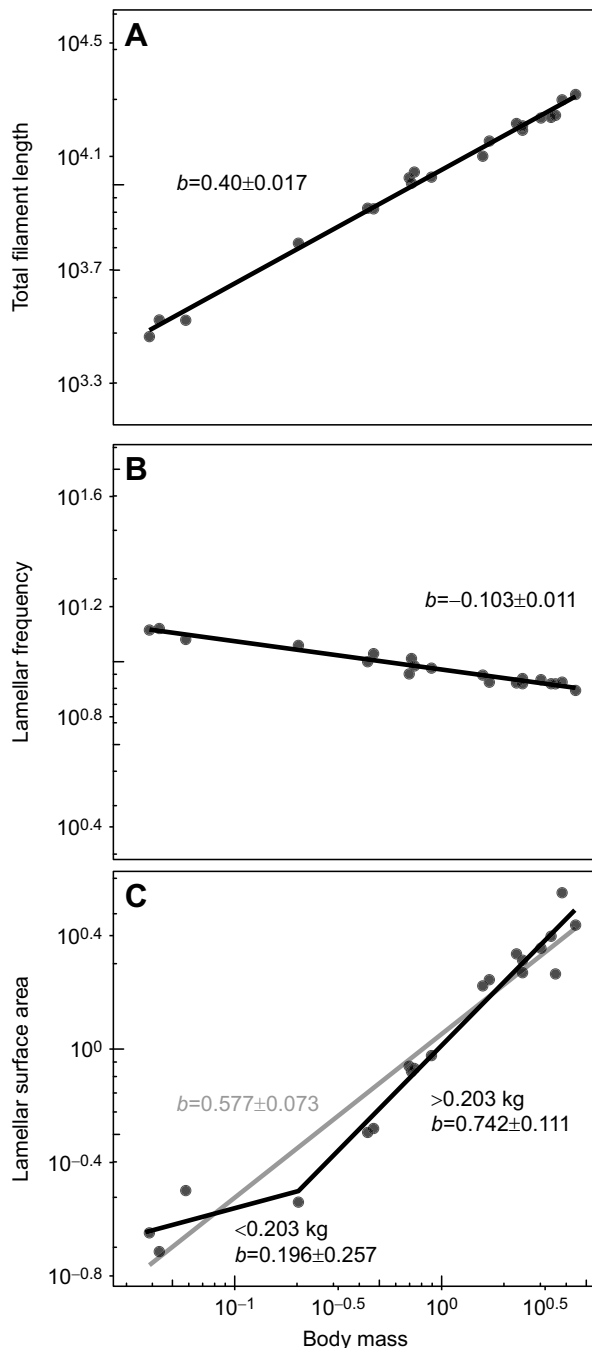 A
Total filament length
10^4.5
10^4.1
10^3.7
10^3.3
b=0.40±0.017
B
Lamellar frequency
10^1.6
10^1.2
10^0.8
10^0.4
b=−0.103±0.011
C
Lamellar surface area
10^0.4
10^0
10^−0.4
10^−0.8
b=0.577±0.073
>0.203 kg
b=0.742±0.111
<0.203 kg
b=0.196±0.257
10^−1 10^−0.5 10^0 10^0.5
Body mass